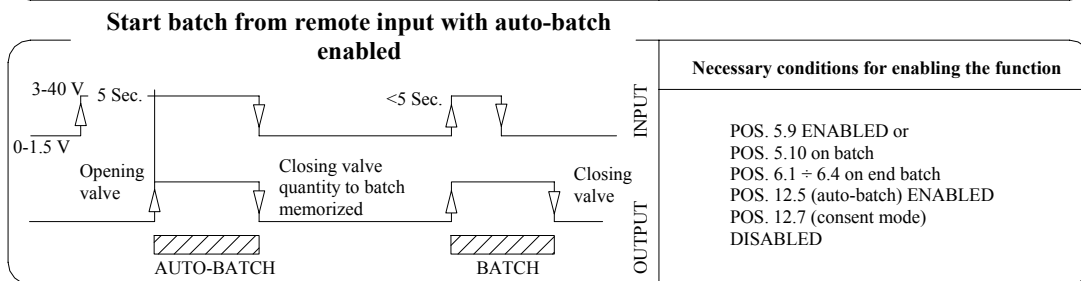 Start batch from remote input with auto-batch
enabled
3-40 V
5 Sec.
<5 Sec.
0-1.5 V
INPUT
Opening
valve
Closing valve
quantity to batch
memorized
Closing
valve
OUTPUT
AUTO-BATCH
BATCH
Necessary conditions for enabling the function
POS. 5.9 ENABLED or
POS. 5.10 on batch
POS. 6.1 ÷ 6.4 on end batch
POS. 12.5 (auto-batch) ENABLED
POS. 12.7 (consent mode)
DISABLED